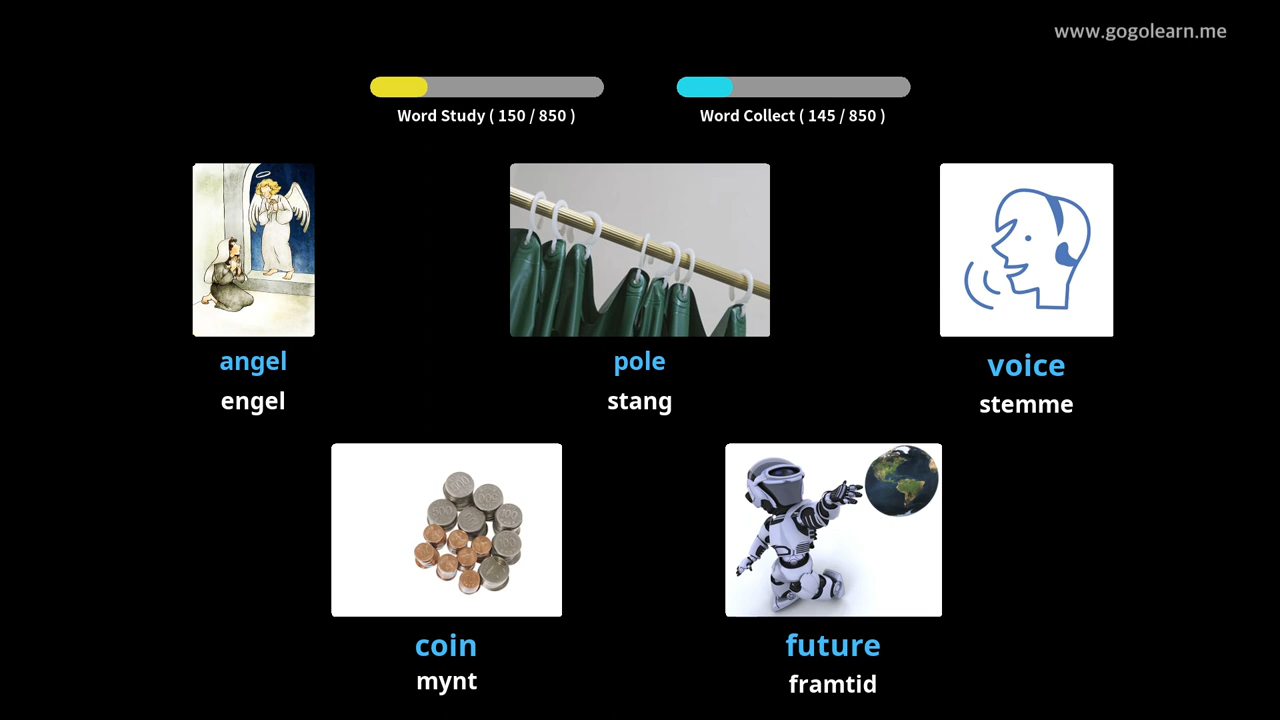 www.gogolearn.me
Word Study ( 150 / 850 )
Word Collect ( 145 / 850 )
angel
engel
pole
stang
voice
stemme
coin
mynt
future
framtid